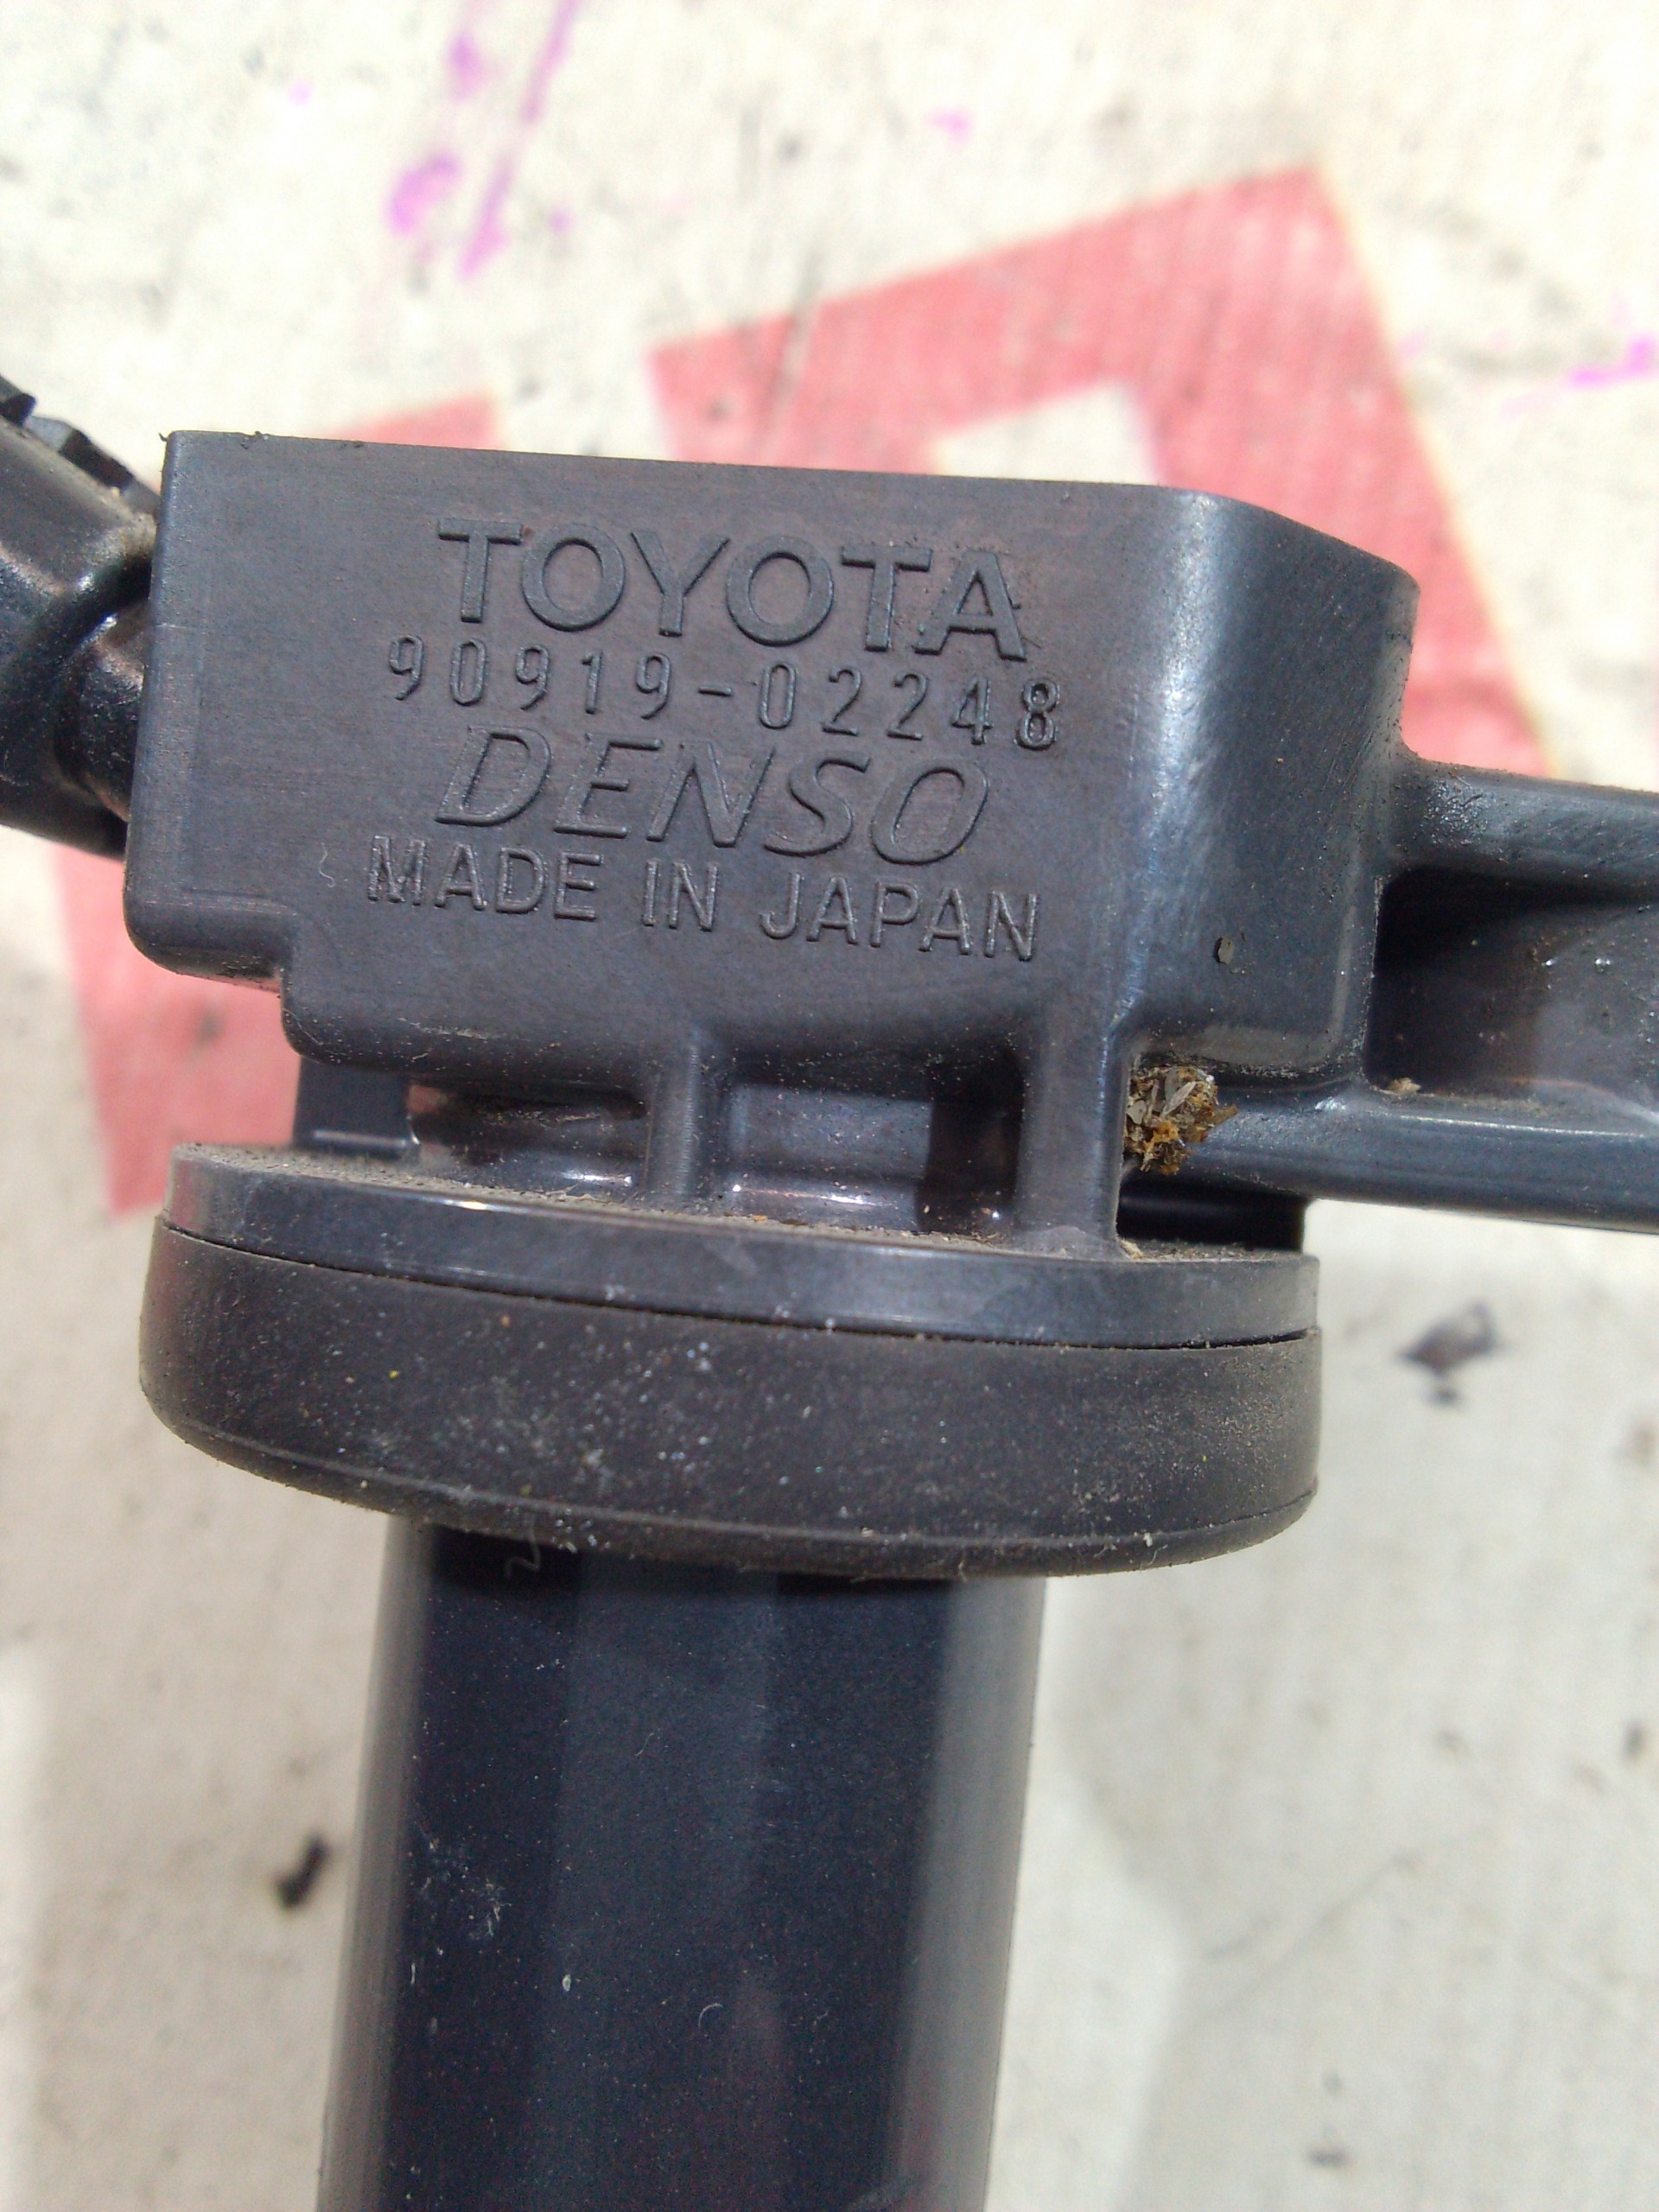 TOYOTA
90919-02248
DENSO
MADE IN JAPAN